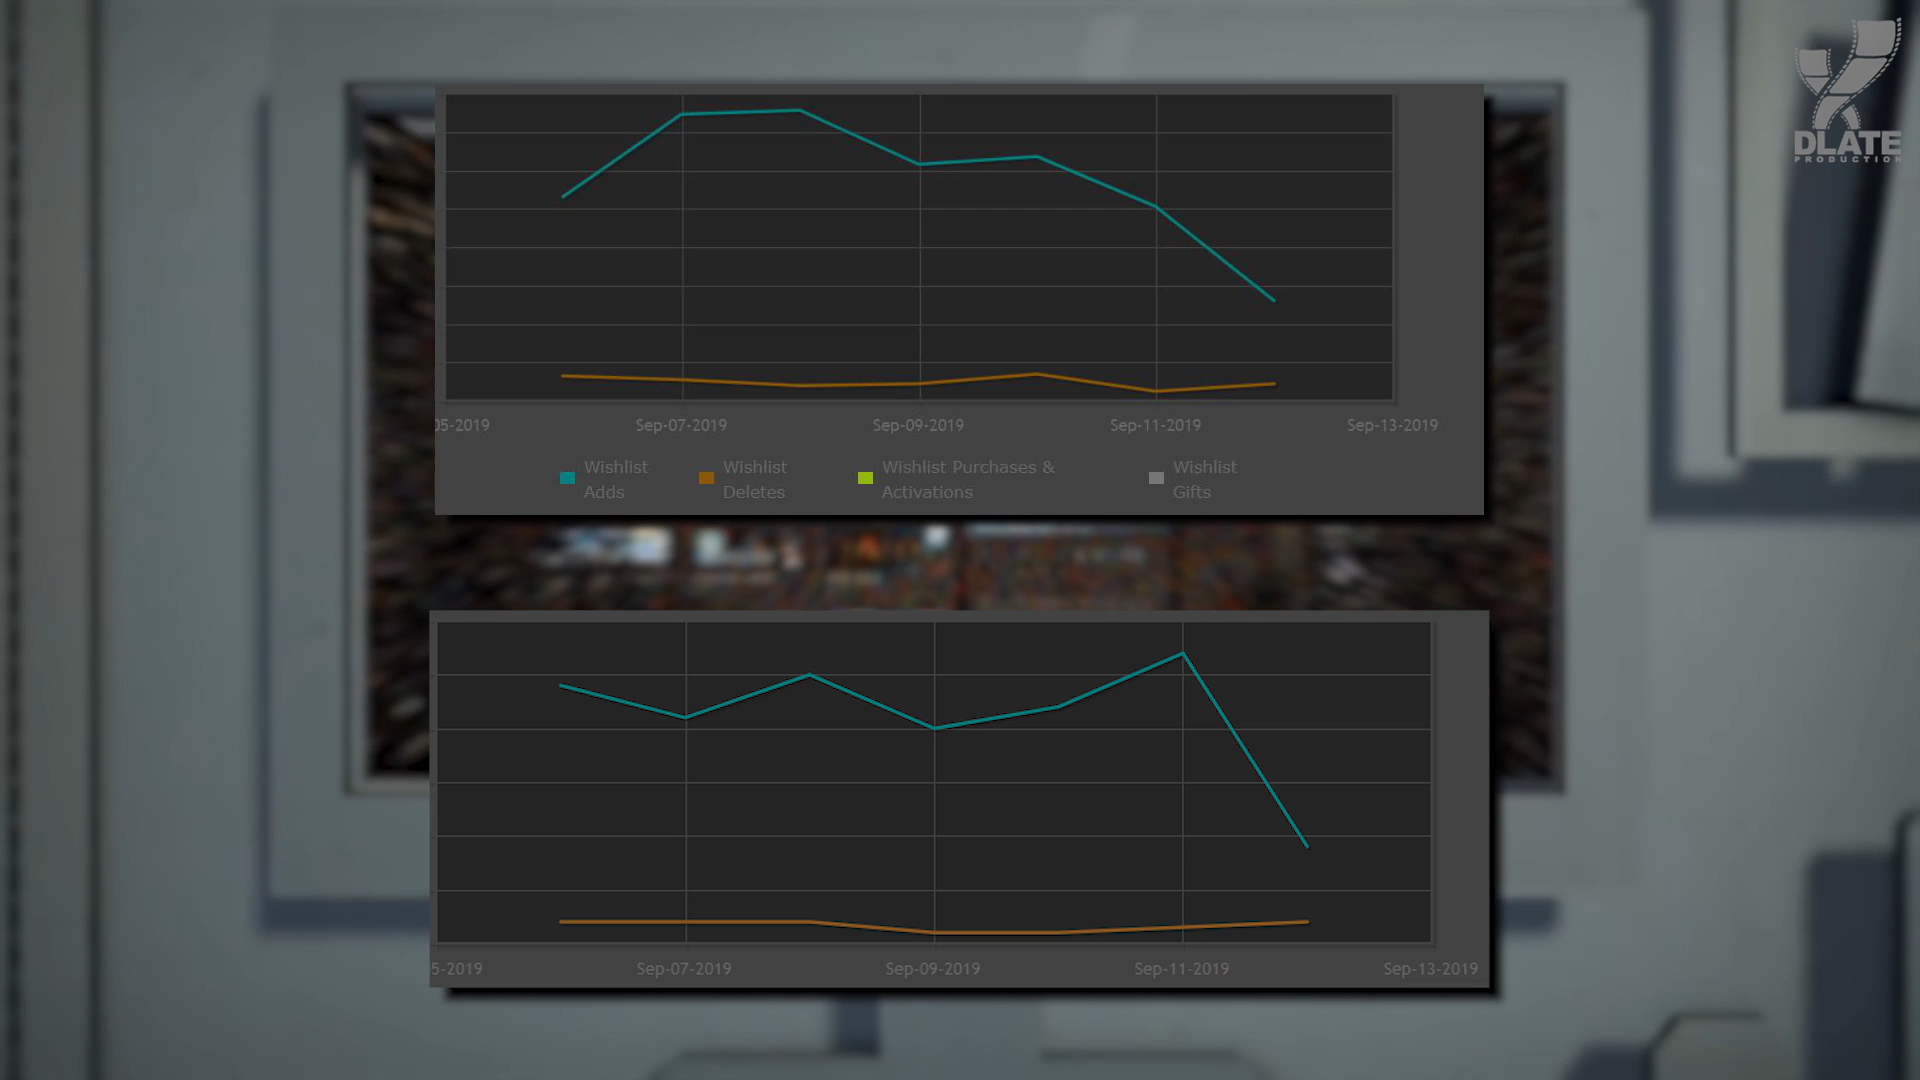 DLATE
PRODUCTION
05-2019 Sep-07-2019 Sep-09-2019 Sep-11-2019 Sep-13-2019
Wishlist Adds
Wishlist Deletes
Wishlist Purchases & Activations
Wishlist Gifts
5-2019 Sep-07-2019 Sep-09-2019 Sep-11-2019 Sep-13-2019